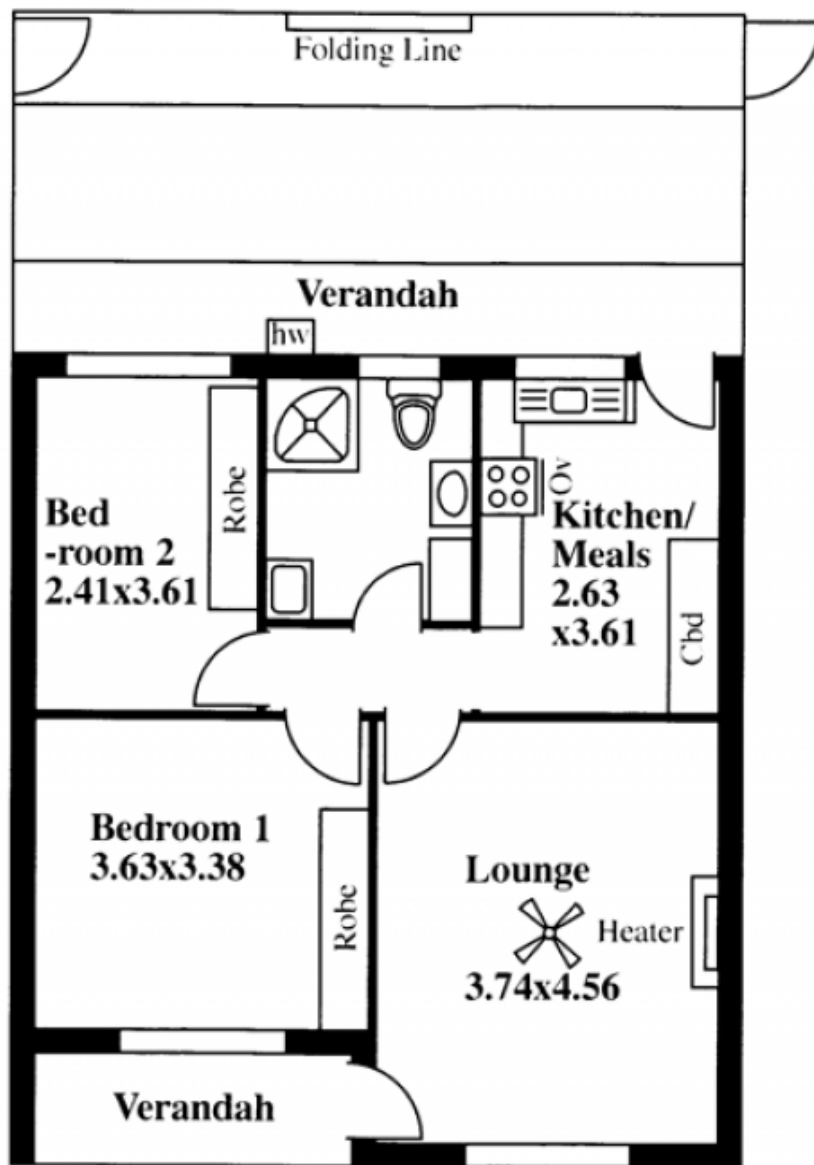 Folding Line
Verandah
hw
Robe
Bed
-room 2
2.41x3.61
Ov
Kitchen/
Meals
2.63
x3.61
Cbd
Bedroom 1
3.63x3.38
Robe
Lounge
Heater
3.74x4.56
Verandah